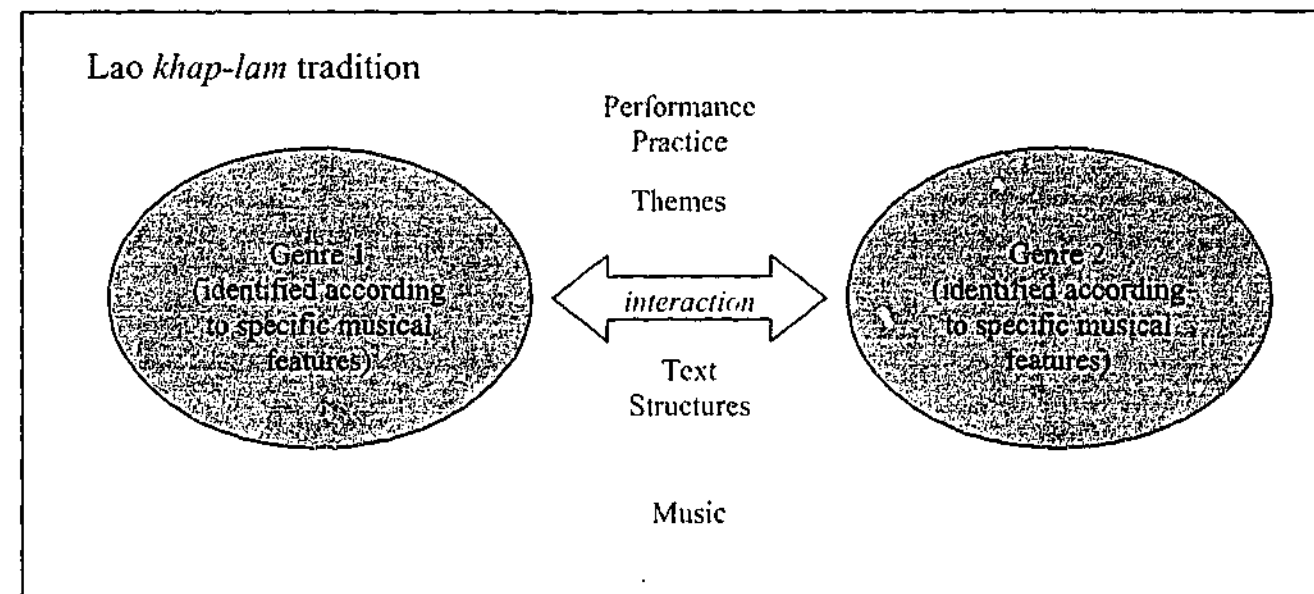 Lao khap-lam tradition
Performance
Practice
Themes
Genre 1
(identified according
to specific musical
features)
interaction
Genre 2
(identified according
to specific musical
features)
Text
Structures
Music